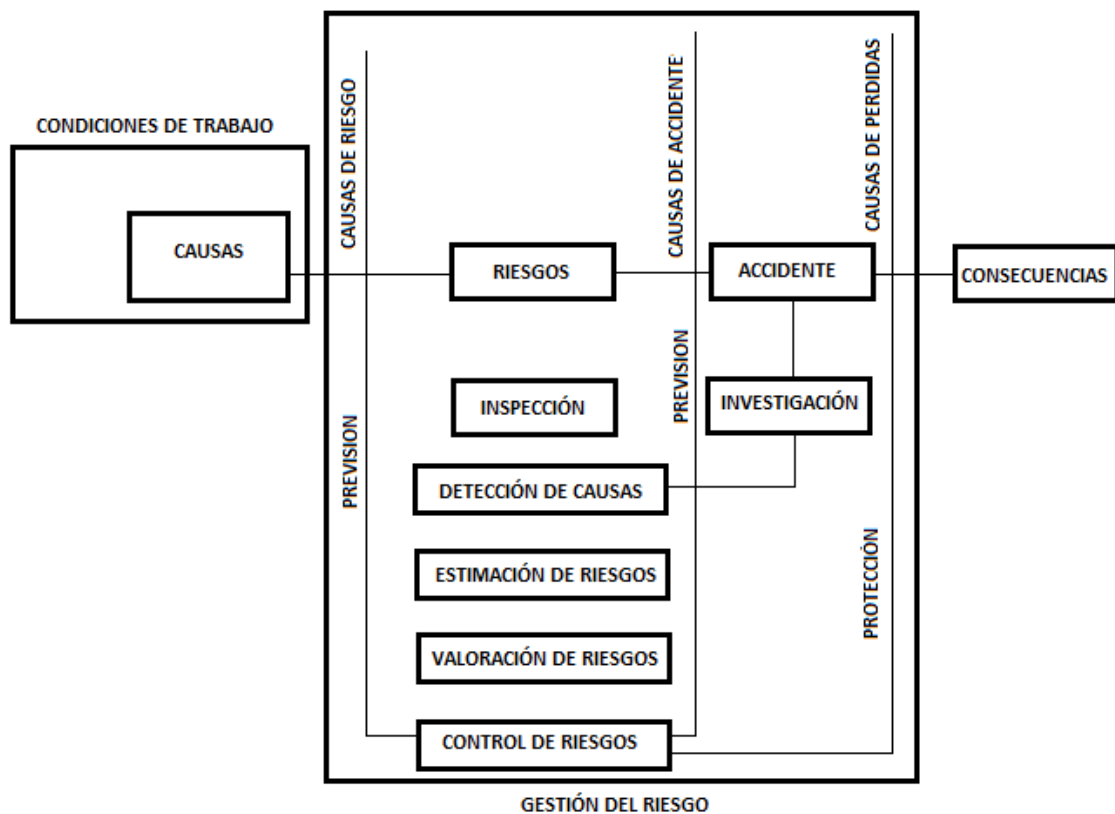 CONDICIONES DE TRABAJO
CAUSAS
CAUSAS DE RIESGO
PREVISION
RIESGOS
INSPECCIÓN
DETECCIÓN DE CAUSAS
ESTIMACIÓN DE RIESGOS
VALORACIÓN DE RIESGOS
CONTROL DE RIESGOS
CAUSAS DE ACCIDENTE
PREVISION
ACCIDENTE
INVESTIGACIÓN
CAUSAS DE PERDIDAS
PROTECCIÓN
CONSECUENCIAS
GESTIÓN DEL RIESGO